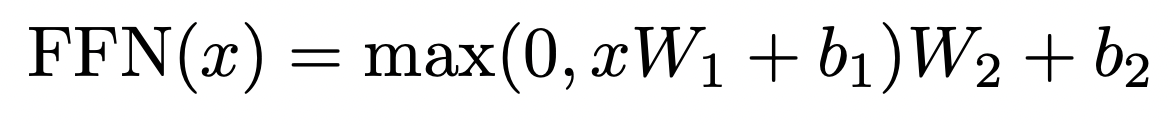 FFN(x) = max(0, xW₁ + b₁)W₂ + b₂